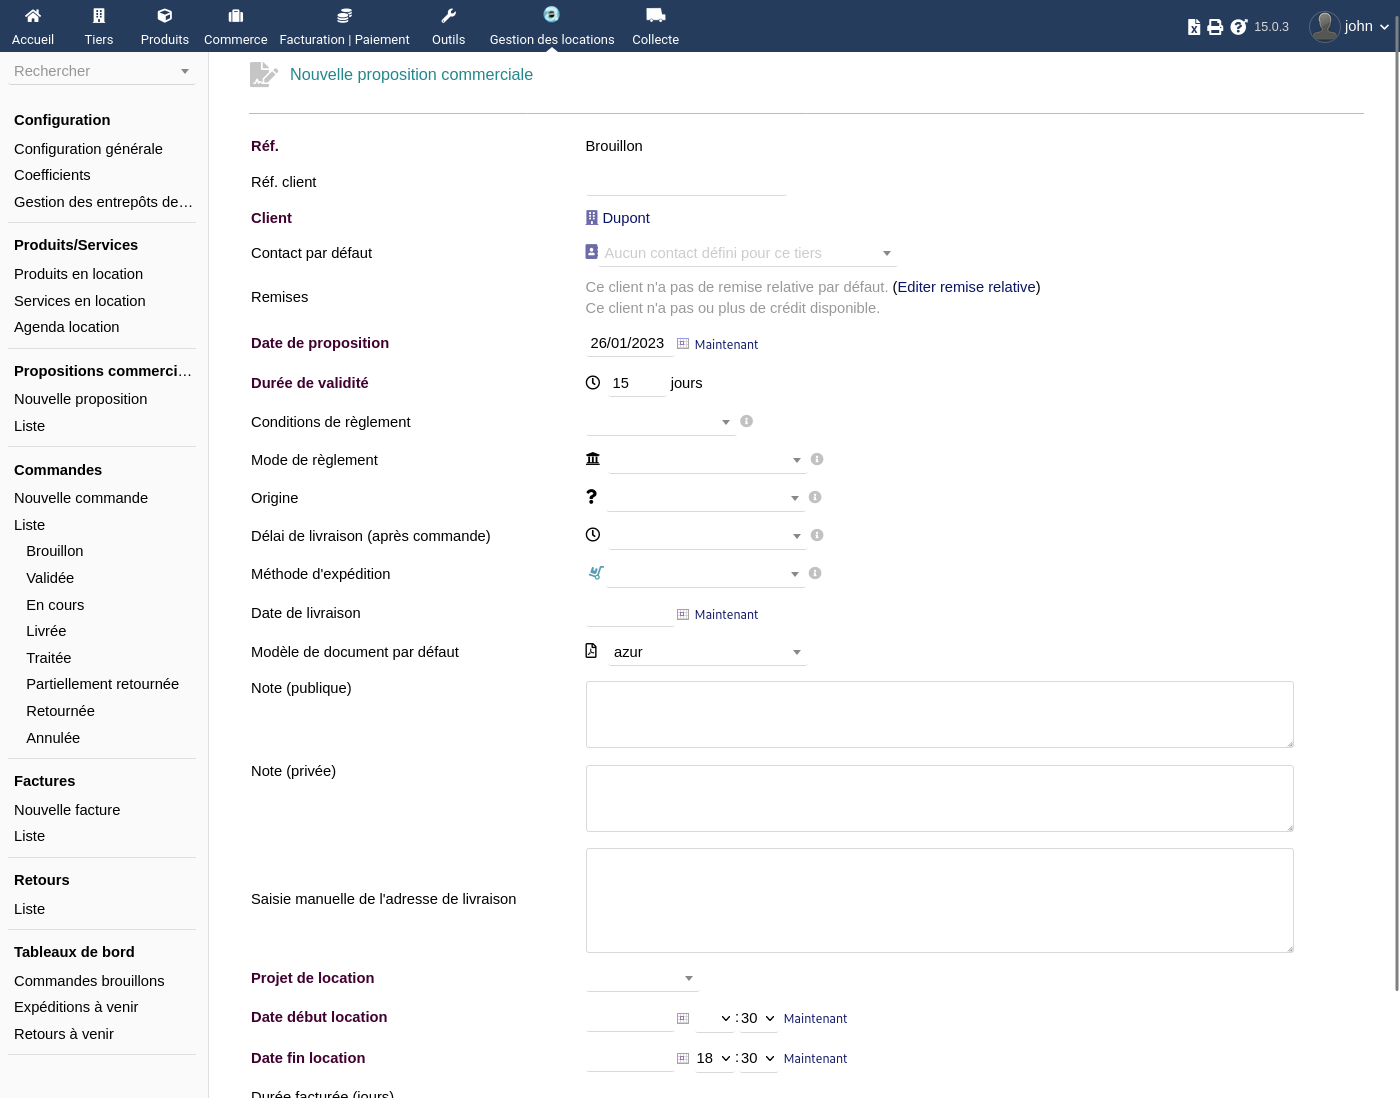 Accueil
Tiers
Produits
Commerce
Facturation | Paiement
Outils
Gestion des locations
Collecte
15.0.3
john
Rechercher
Configuration
Configuration générale
Coefficients
Gestion des entrepôts de…
Produits/Services
Produits en location
Services en location
Agenda location
Propositions commerci…
Nouvelle proposition
Liste
Commandes
Nouvelle commande
Liste
Brouillon
Validée
En cours
Livrée
Traitée
Partiellement retournée
Retournée
Annulée
Factures
Nouvelle facture
Liste
Retours
Liste
Tableaux de bord
Commandes brouillons
Expéditions à venir
Retours à venir
Nouvelle proposition commerciale
Réf. Brouillon
Réf. client
Client Dupont
Contact par défaut Aucun contact défini pour ce tiers
Remises
Ce client n'a pas de remise relative par défaut. (Editer remise relative)
Ce client n'a pas ou plus de crédit disponible.
Date de proposition 26/01/2023 Maintenant
Durée de validité 15 jours
Conditions de règlement
Mode de règlement
Origine
Délai de livraison (après commande)
Méthode d'expédition
Date de livraison Maintenant
Modèle de document par défaut azur
Note (publique)
Note (privée)
Saisie manuelle de l'adresse de livraison
Projet de location
Date début location : 30 Maintenant
Date fin location 18 : 30 Maintenant
Durée facturée (jours)